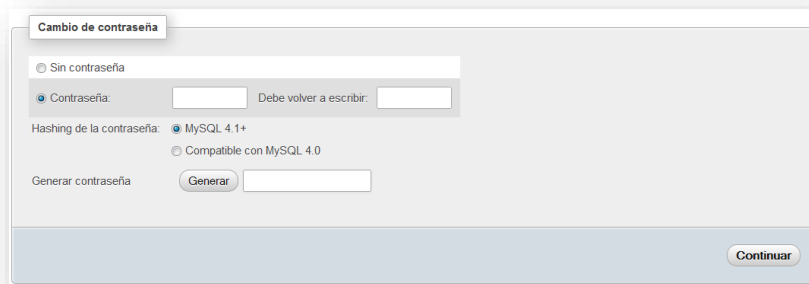 Cambio de contraseña
Sin contraseña
Contraseña: Debe volver a escribir:
Hashing de la contraseña: MySQL 4.1+
Compatible con MySQL 4.0
Generar contraseña Generar
Continuar